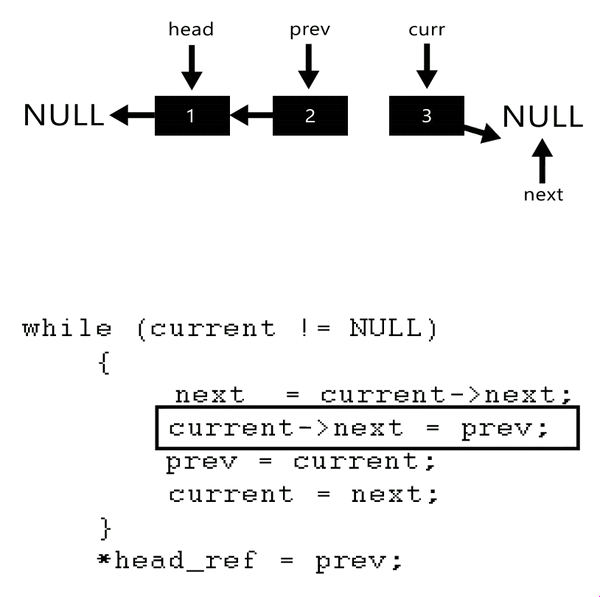 head prev curr
NULL 1 2 3 NULL
next
while (current != NULL)
{
next = current->next;
current->next = prev;
prev = current;
current = next;
}
*head_ref = prev;